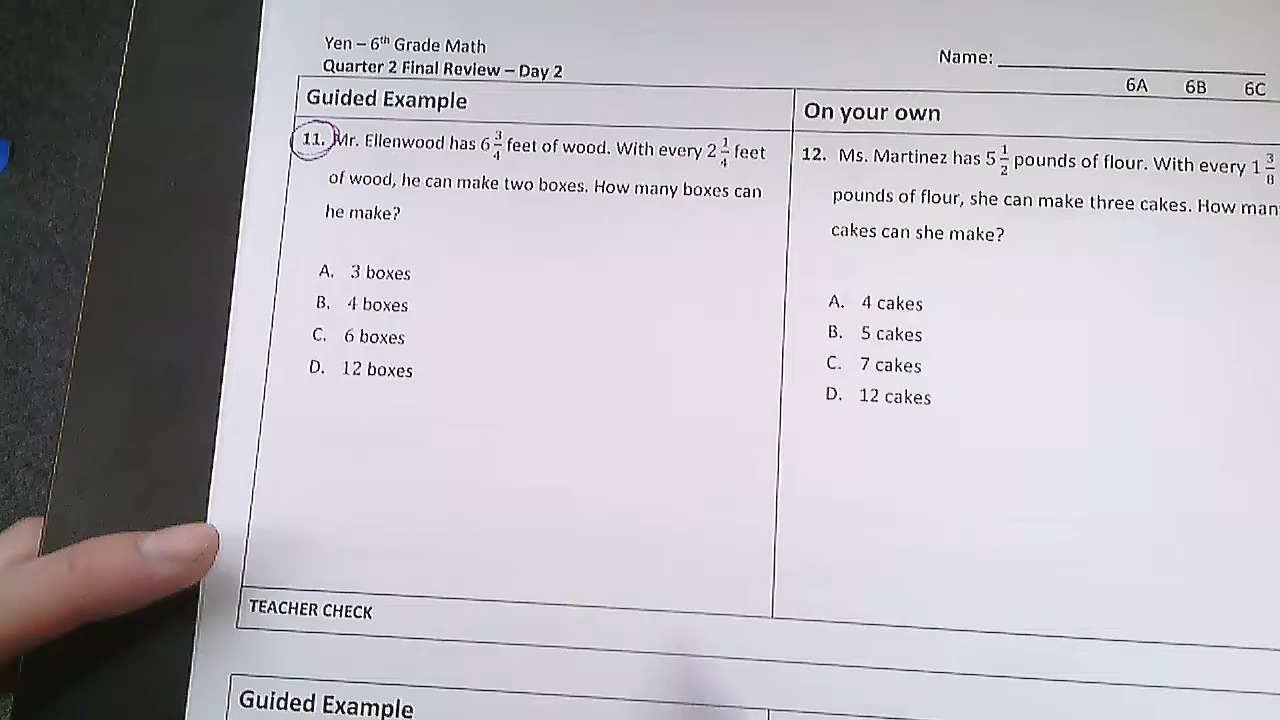 Yen – 6th Grade Math
Quarter 2 Final Review – Day 2
Name:
6A 6B 6C
Guided Example
11. Mr. Ellenwood has 6 3/4 feet of wood. With every 2 1/4 feet
of wood, he can make two boxes. How many boxes can
he make?
A. 3 boxes
B. 4 boxes
C. 6 boxes
D. 12 boxes
On your own
12. Ms. Martinez has 5 1/2 pounds of flour. With every 1 3/8
pounds of flour, she can make three cakes. How man
cakes can she make?
A. 4 cakes
B. 5 cakes
C. 7 cakes
D. 12 cakes
TEACHER CHECK
Guided Example